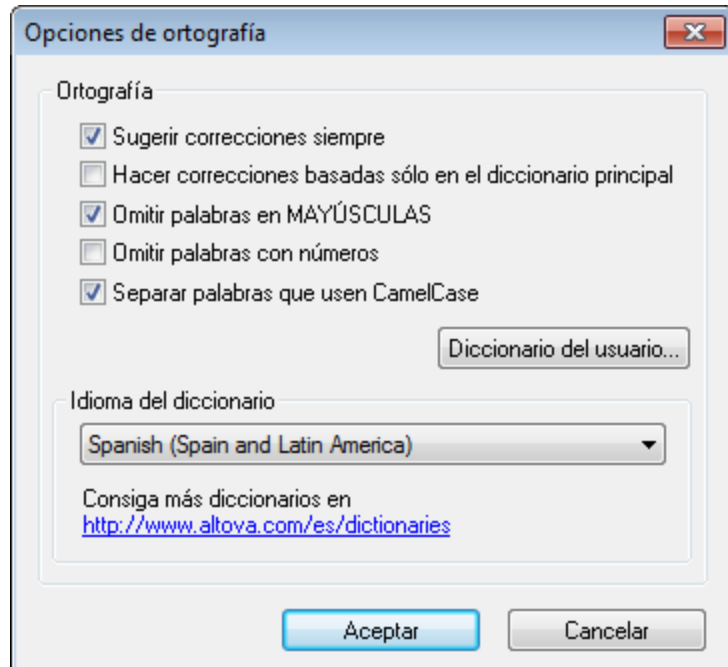 Opciones de ortografía
Ortografía
Sugerir correcciones siempre
Hacer correcciones basadas sólo en el diccionario principal
Omitir palabras en MAYÚSCULAS
Omitir palabras con números
Separar palabras que usen CamelCase
Diccionario del usuario...
Idioma del diccionario
Spanish (Spain and Latin America)
Consiga más diccionarios en
http://www.altova.com/es/dictionaries
Aceptar
Cancelar